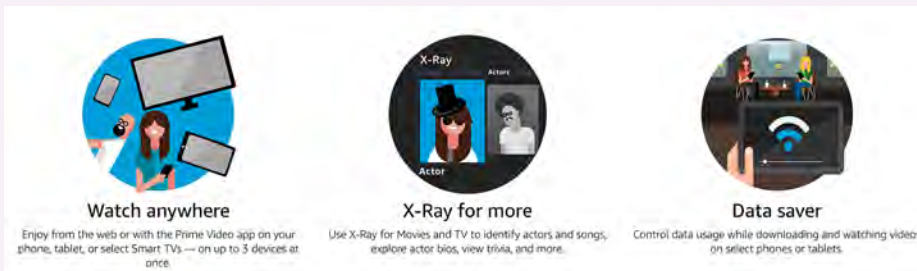 X-Ray
Actors
Actor
Watch anywhere
Enjoy from the web or with the Prime Video app on your
phone, tablet, or select Smart TVs — on up to 3 devices at
once.
X-Ray for more
Use X-Ray for Movies and TV to identify actors and songs,
explore actor bios, view trivia, and more.
Data saver
Control data usage while downloading and watching videos
on select phones or tablets.